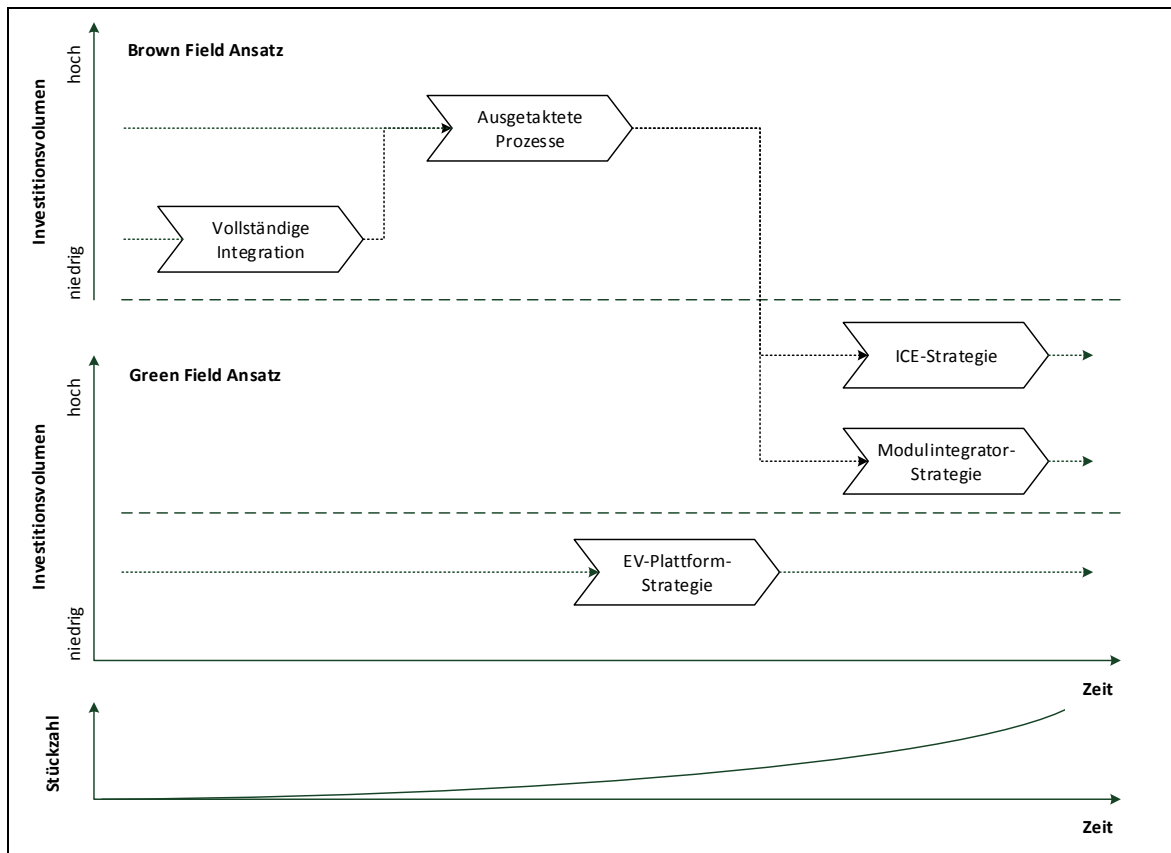 Brown Field Ansatz
hoch
Investitionsvolumen
niedrig
Ausgetaktete
Prozesse
Vollständige
Integration
Green Field Ansatz
hoch
Investitionsvolumen
niedrig
ICE-Strategie
Modulintegrator-
Strategie
EV-Plattform-
Strategie
Zeit
Stückzahl
Zeit